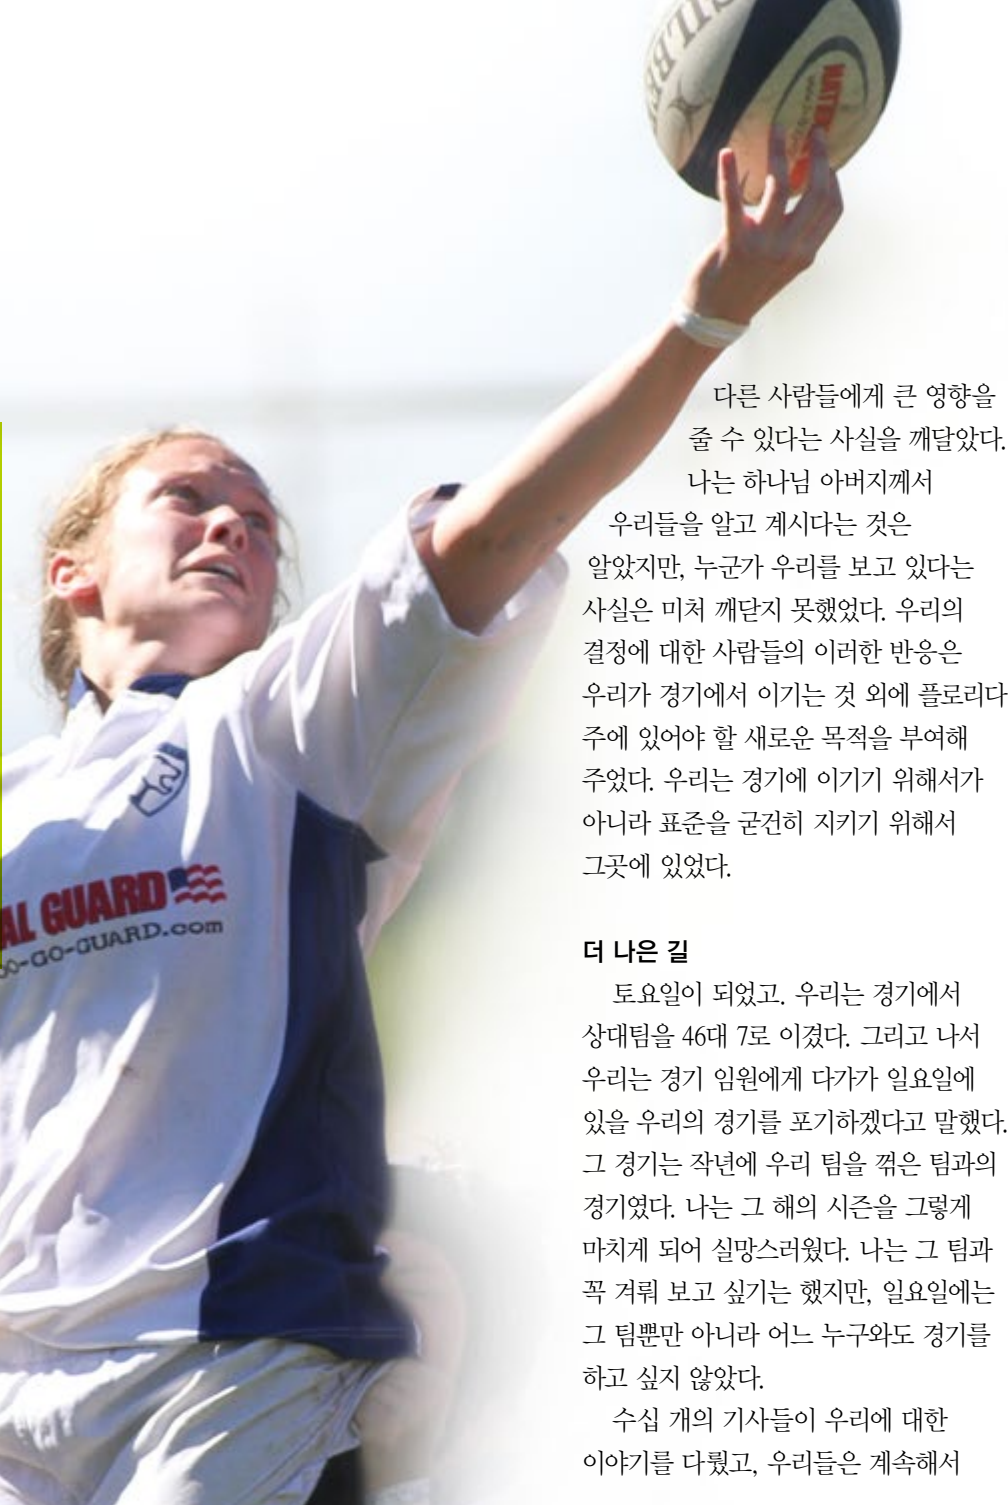 GILBE
다른 사람들에게 큰 영향을
줄 수 있다는 사실을 깨달았다.
나는 하나님 아버지께서
우리들을 알고 계시다는 것은
알았지만, 누군가 우리를 보고 있다는
사실은 미처 깨닫지 못했었다. 우리의
결정에 대한 사람들의 이러한 반응은
우리가 경기에서 이기는 것 외에 플로리다
주에 있어야 할 새로운 목적을 부여해
주었다. 우리는 경기에 이기기 위해서가
아니라 표준을 굳건히 지키기 위해서
그곳에 있었다.
더 나은 길
토요일이 되었고. 우리는 경기에서
상대팀을 46대 7로 이겼다. 그리고 나서
우리는 경기 임원에게 다가가 일요일에
있을 우리의 경기를 포기하겠다고 말했다.
그 경기는 작년에 우리 팀을 꺾은 팀과의
경기였다. 나는 그 해의 시즌을 그렇게
마치게 되어 실망스러웠다. 나는 그 팀과
꼭 겨뤄 보고 싶기는 했지만, 일요일에는
그 팀뿐만 아니라 어느 누구와도 경기를
하고 싶지 않았다.
수십 개의 기사들이 우리에 대한
이야기를 다뤘고, 우리들은 계속해서
AL GUARD
-GO-GUARD.com